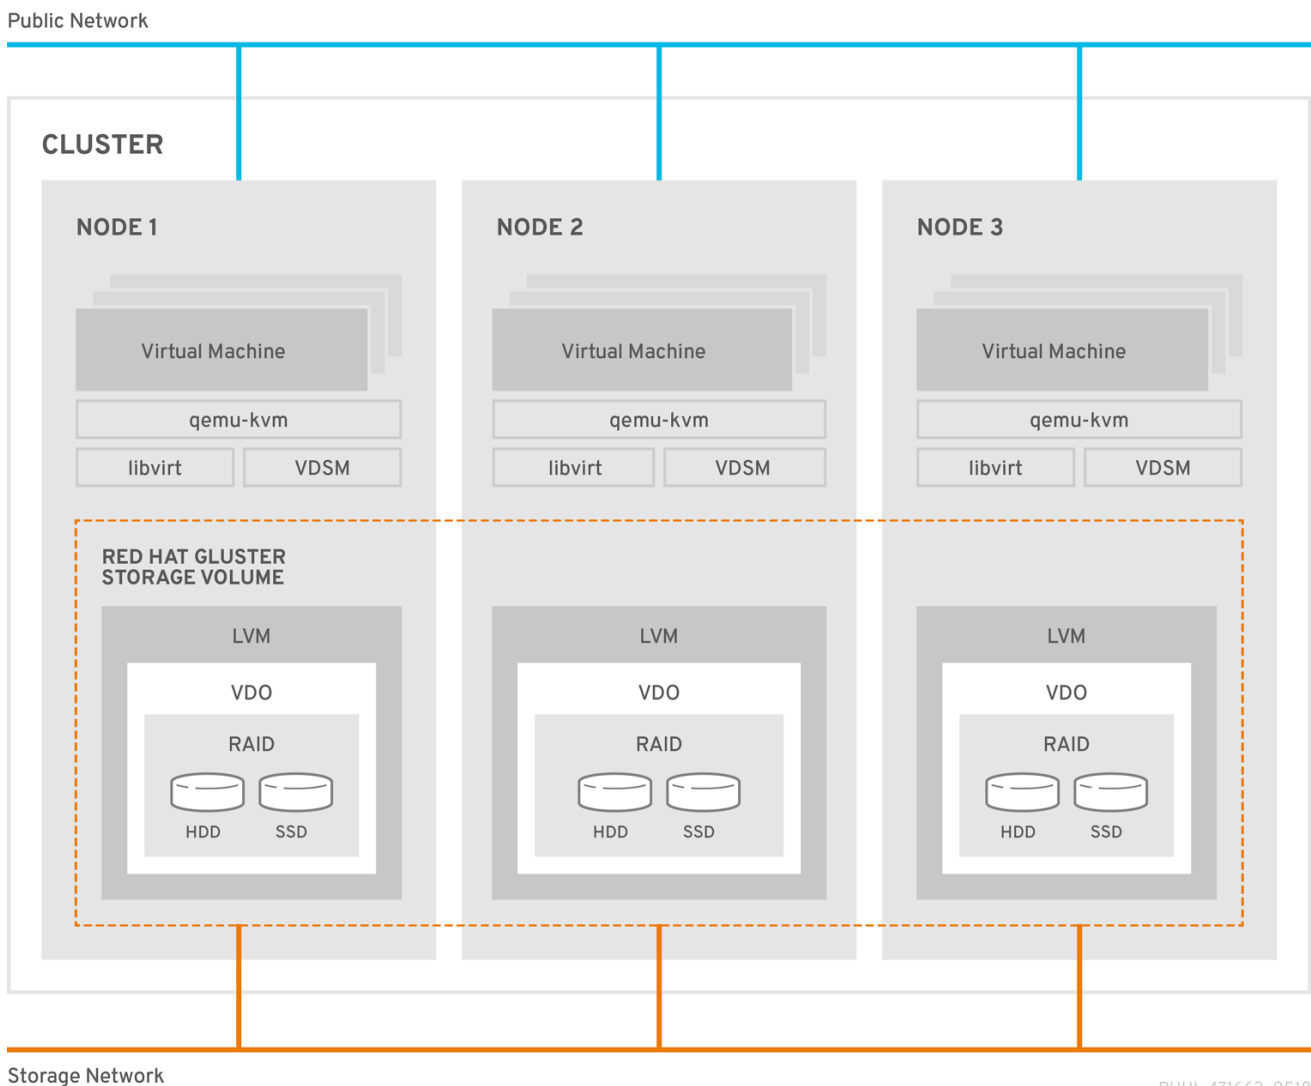 Public Network
CLUSTER
NODE 1
Virtual Machine
qemu-kvm
libvirt
VDSM
NODE 2
Virtual Machine
qemu-kvm
libvirt
VDSM
NODE 3
Virtual Machine
qemu-kvm
libvirt
VDSM
RED HAT GLUSTER
STORAGE VOLUME
LVM
VDO
RAID
HDD
SSD
LVM
VDO
RAID
HDD
SSD
LVM
VDO
RAID
HDD
SSD
Storage Network